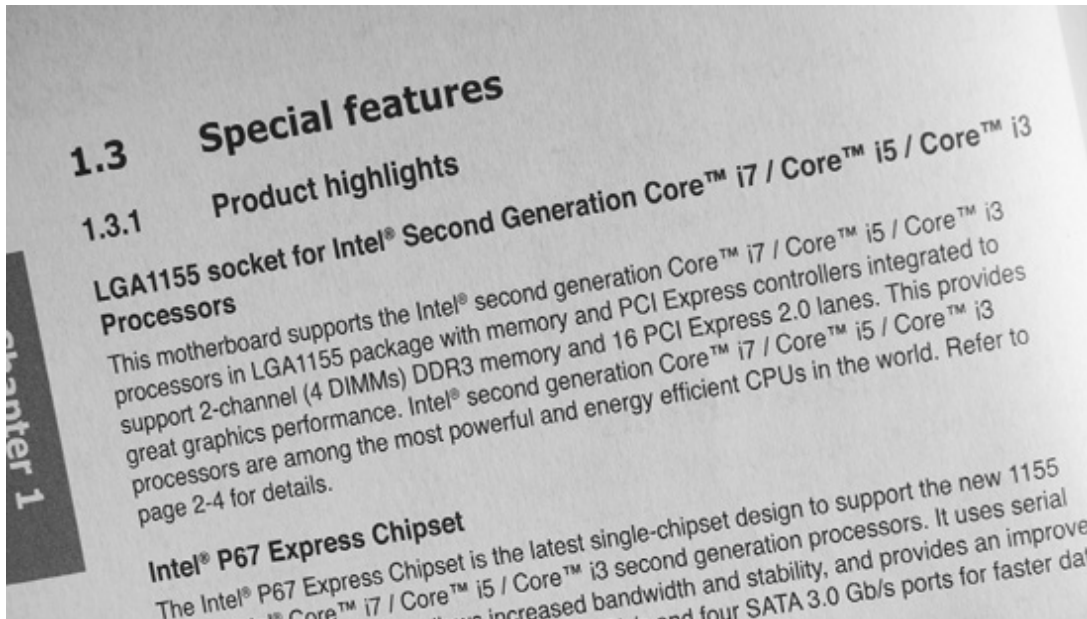 1.3 Special features
1.3.1 Product highlights
LGA1155 socket for Intel® Second Generation Core™ i7 / Core™ i5 / Core™ i3
Processors
This motherboard supports the Intel® second generation Core™ i7 / Core™ i5 / Core™ i3
processors in LGA1155 package with memory and PCI Express controllers integrated to
support 2-channel (4 DIMMs) DDR3 memory and 16 PCI Express 2.0 lanes. This provides
great graphics performance. Intel® second generation Core™ i7 / Core™ i5 / Core™ i3
processors are among the most powerful and energy efficient CPUs in the world. Refer to
page 2-4 for details.
Intel® P67 Express Chipset
The Intel® P67 Express Chipset is the latest single-chipset design to support the new 1155
Core™ i7 / Core™ i5 / Core™ i3 second generation processors. It uses serial
increased bandwidth and stability, and provides an improve
and four SATA 3.0 Gb/s ports for faster da
Chapter 1